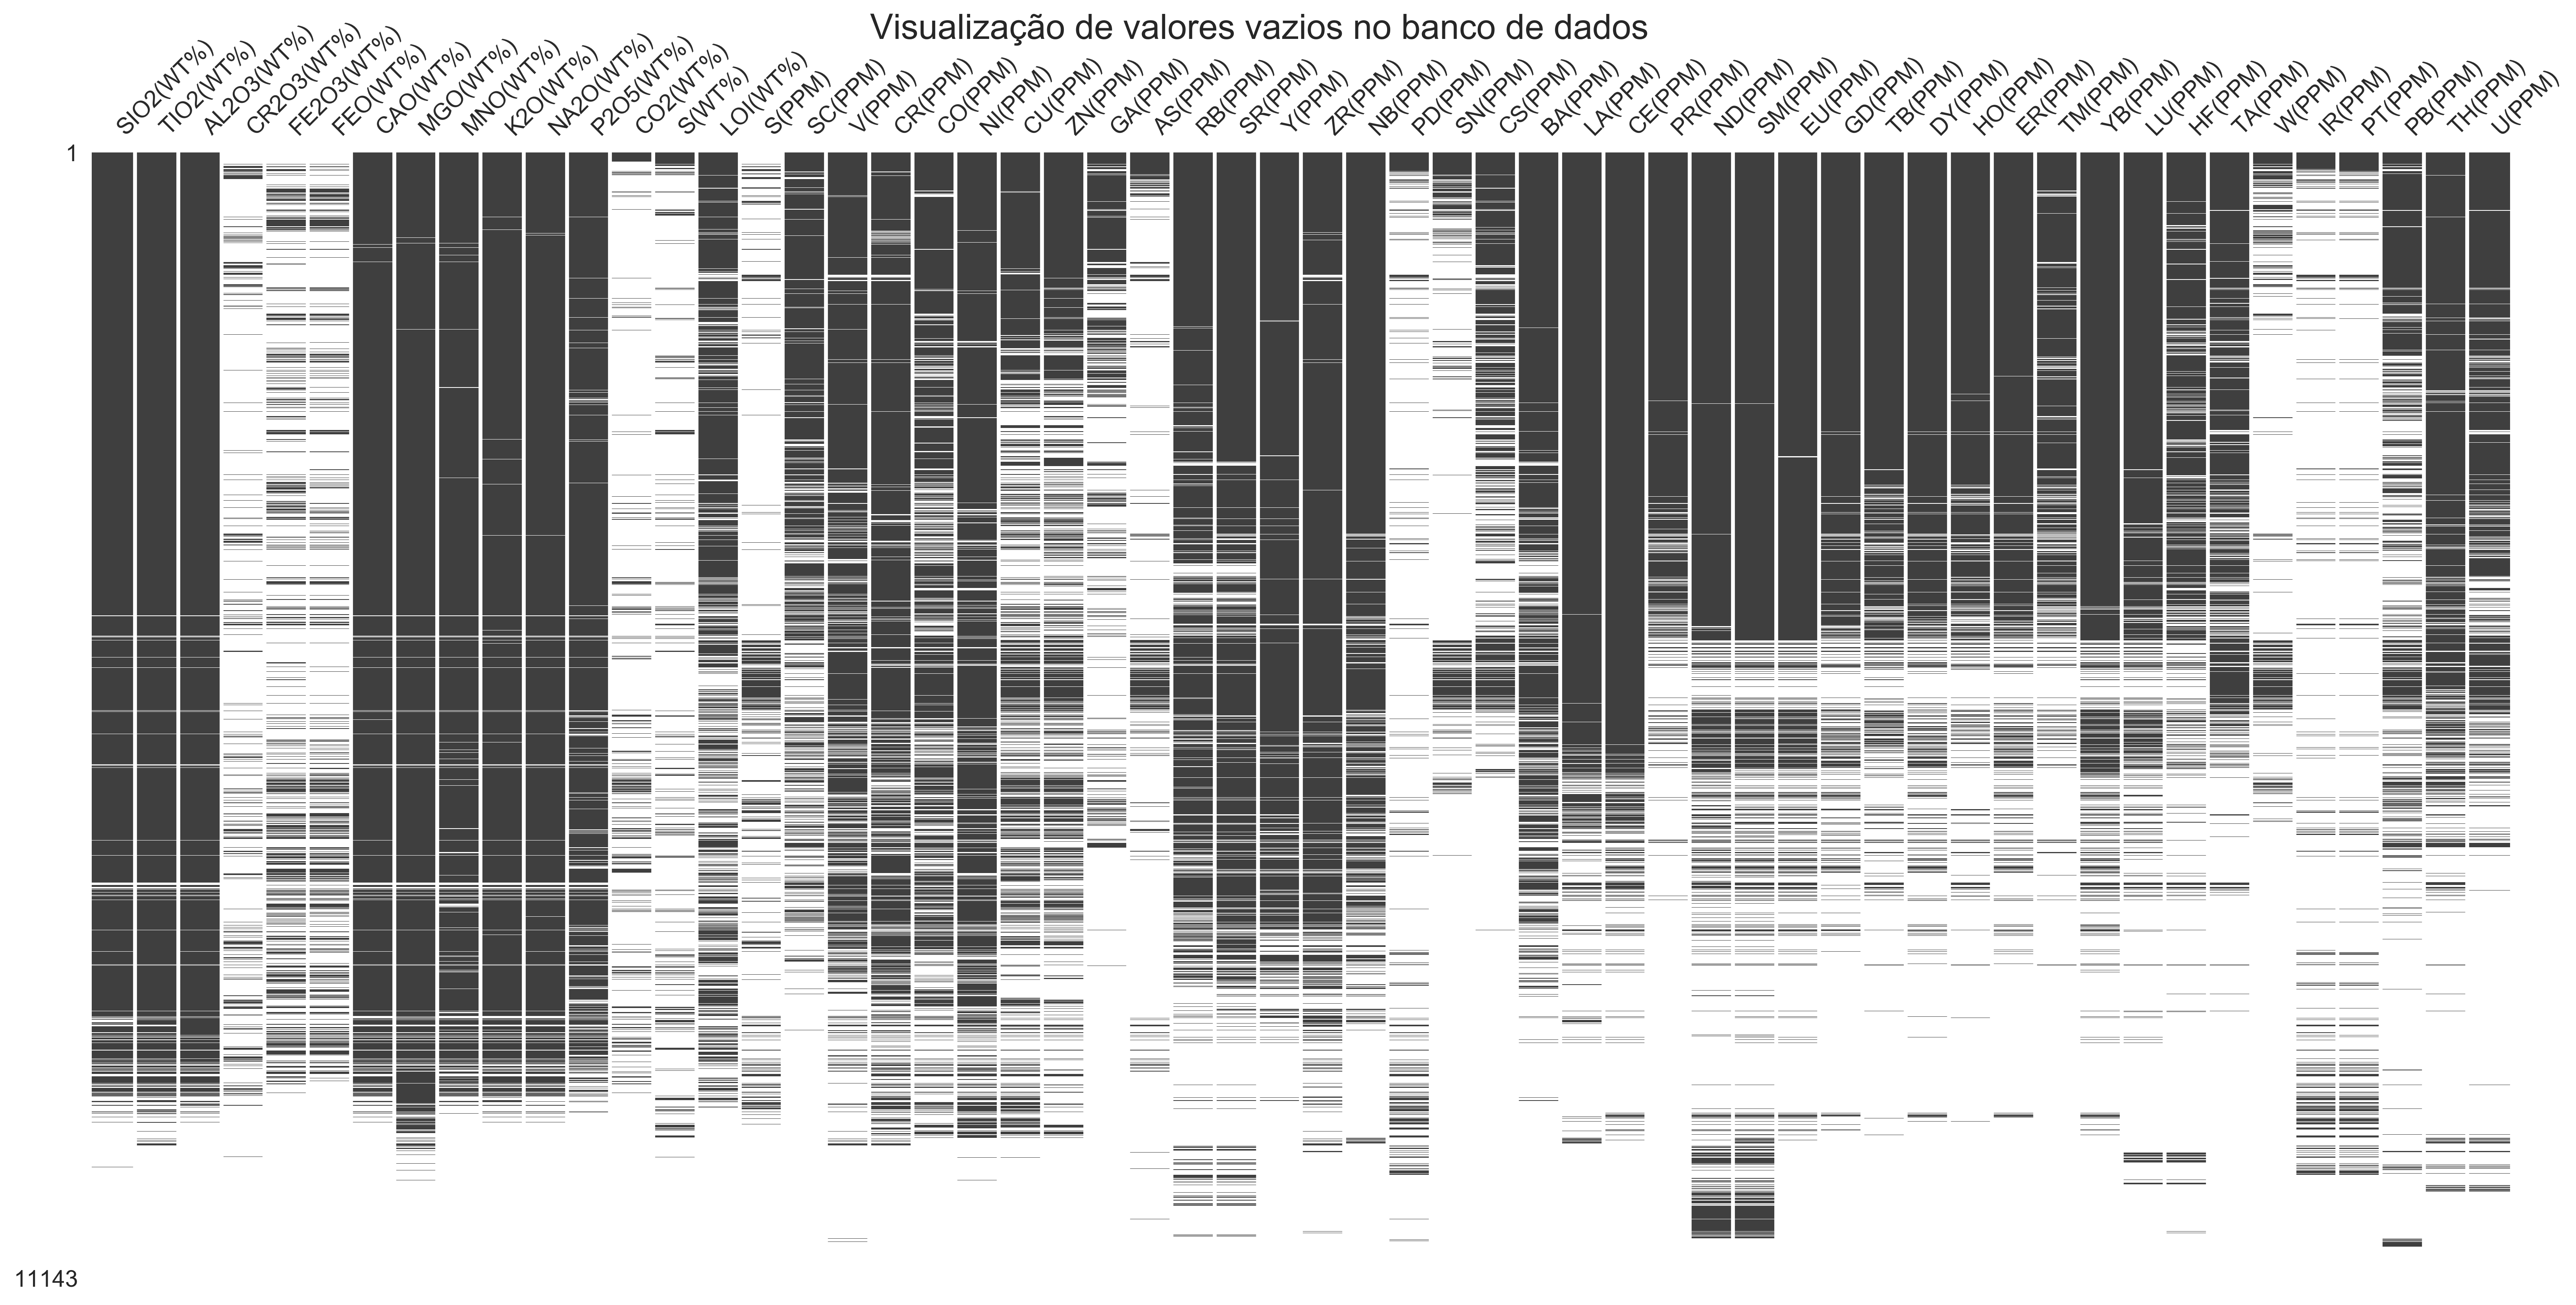 Visualização de valores vazios no banco de dados
SIO2(WT%)
TIO2(WT%)
AL2O3(WT%)
CR2O3(WT%)
FE2O3(WT%)
FEO(WT%)
CAO(WT%)
MGO(WT%)
MNO(WT%)
K2O(WT%)
NA2O(WT%)
P2O5(WT%)
CO2(WT%)
S(WT%)
LOI(WT%)
S(PPM)
SC(PPM)
V(PPM)
CR(PPM)
CO(PPM)
NI(PPM)
CU(PPM)
ZN(PPM)
GA(PPM)
AS(PPM)
RB(PPM)
SR(PPM)
Y(PPM)
ZR(PPM)
NB(PPM)
PD(PPM)
SN(PPM)
CS(PPM)
BA(PPM)
LA(PPM)
CE(PPM)
PR(PPM)
ND(PPM)
SM(PPM)
EU(PPM)
GD(PPM)
TB(PPM)
DY(PPM)
HO(PPM)
ER(PPM)
TM(PPM)
YB(PPM)
LU(PPM)
HF(PPM)
TA(PPM)
W(PPM)
IR(PPM)
PT(PPM)
PB(PPM)
TH(PPM)
U(PPM)
1
11143